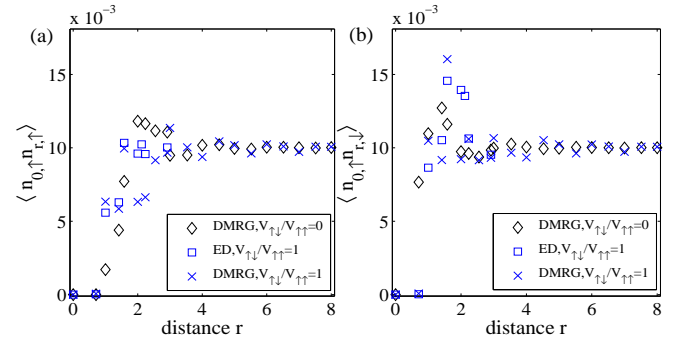 x 10⁻³
(a)
15
10
5
0
⟨ n₀,↑nᵣ,↑⟩
0 2 4 6 8
distance r
DMRG,V↑↓/V↑↑=0
ED,V↑↓/V↑↑=1
DMRG,V↑↓/V↑↑=1
x 10⁻³
(b)
15
10
5
0
⟨ n₀,↑nᵣ,↓⟩
0 2 4 6 8
distance r
DMRG,V↑↓/V↑↑=0
ED,V↑↓/V↑↑=1
DMRG,V↑↓/V↑↑=1